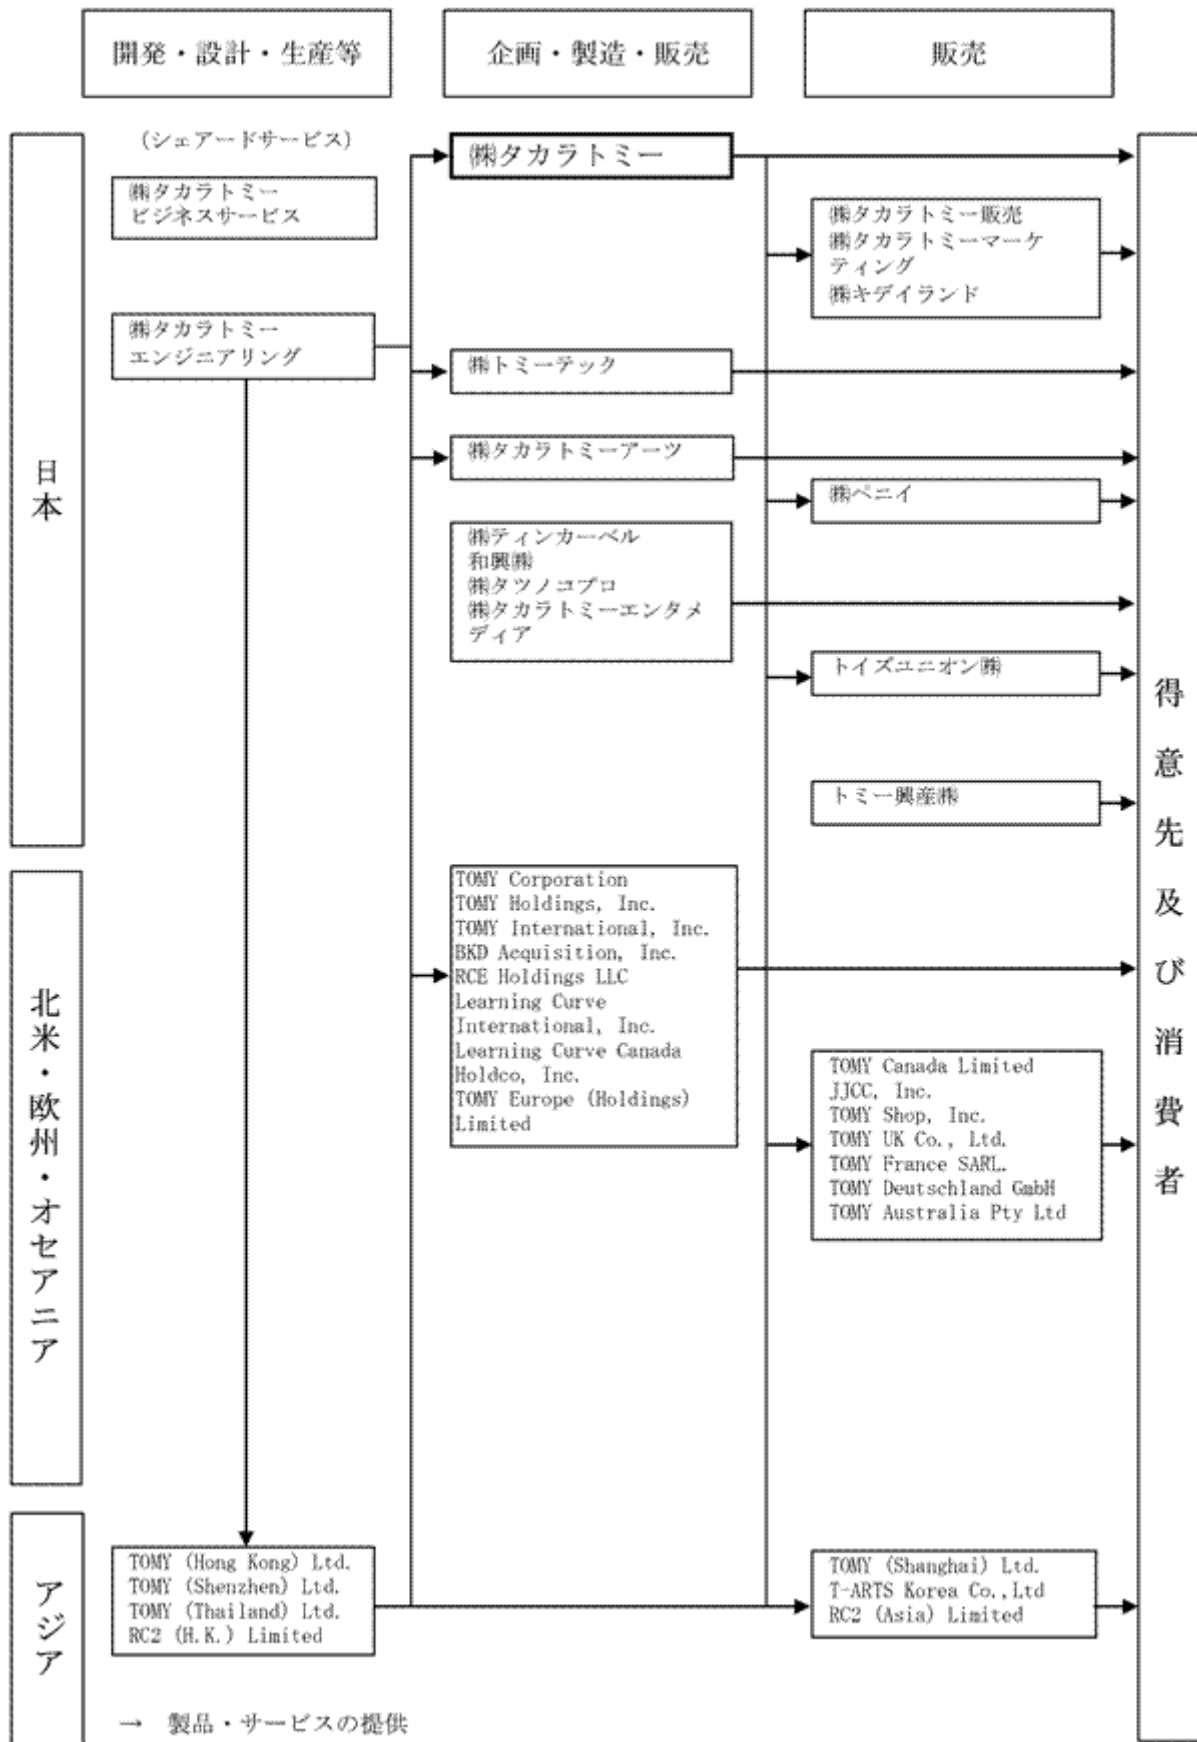 開発・設計・生産等
企画・製造・販売
販売
日本
(シェアードサービス)
㈱タカラトミー
ビジネスサービス
㈱タカラトミー
エンジニアリング
㈱タカラトミー
㈱トミーテック
㈱タカラトミーアーツ
㈱ティンカーベル
和興㈱
㈱タツノコプロ
㈱タカラトミーエンタメ
ディア
㈱タカラトミー販売
㈱タカラトミーマーケ
ティング
㈱キデイランド
㈱ペニイ
トイズユニオン㈱
トミー興産㈱
得意先及び消費者
北米・欧州・オセアニア
TOMY Corporation
TOMY Holdings, Inc.
TOMY International, Inc.
BKD Acquisition, Inc.
RCE Holdings LLC
Learning Curve
International, Inc.
Learning Curve Canada
Holdco, Inc.
TOMY Europe (Holdings)
Limited
TOMY Canada Limited
JJCC, Inc.
TOMY Shop, Inc.
TOMY UK Co., Ltd.
TOMY France SARL.
TOMY Deutschland GmbH
TOMY Australia Pty Ltd
アジア
TOMY (Hong Kong) Ltd.
TOMY (Shenzhen) Ltd.
TOMY (Thailand) Ltd.
RC2 (H.K.) Limited
TOMY (Shanghai) Ltd.
T-ARTS Korea Co.,Ltd
RC2 (Asia) Limited
→ 製品・サービスの提供